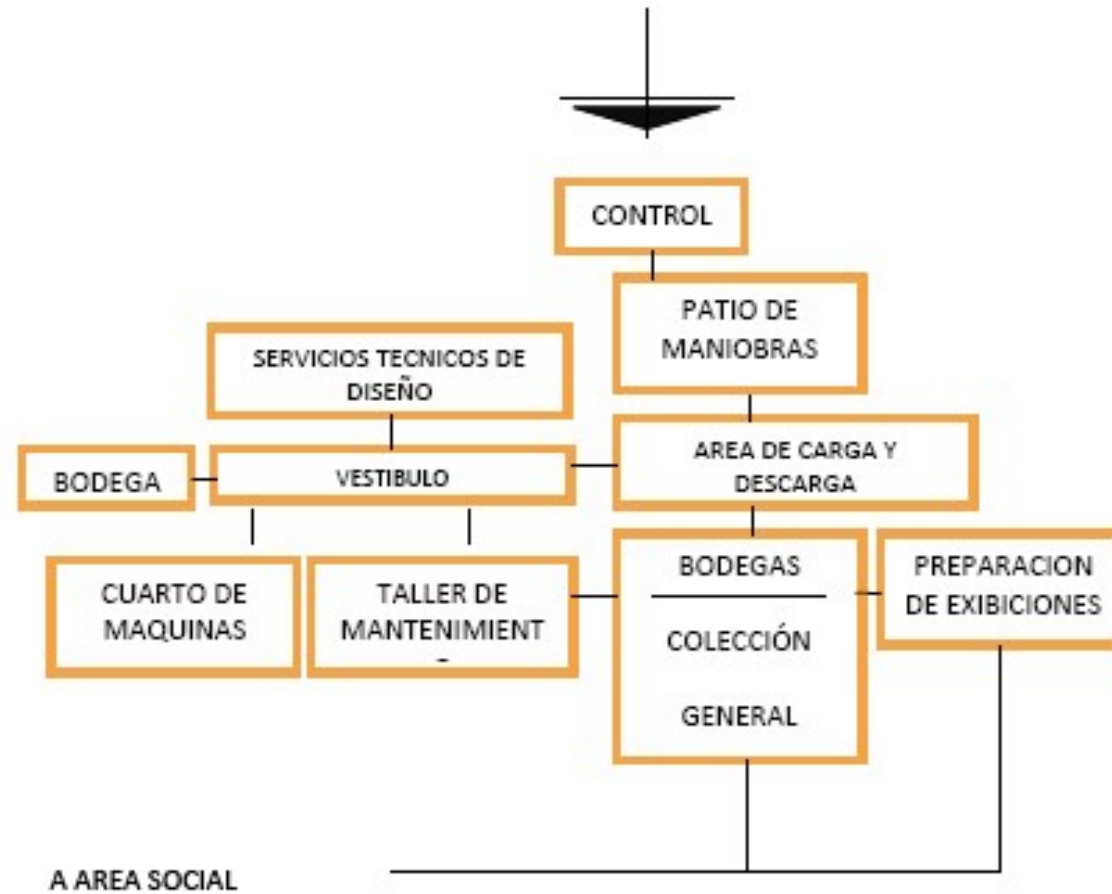 CONTROL
PATIO DE
MANIOBRAS
SERVICIOS TECNICOS DE
DISEÑO
AREA DE CARGA Y
DESCARGA
BODEGA
VESTIBULO
CUARTO DE
MAQUINAS
TALLER DE
MANTENIMIENT
BODEGAS
COLECCIÓN
GENERAL
PREPARACION
DE EXIBICIONES
A AREA SOCIAL